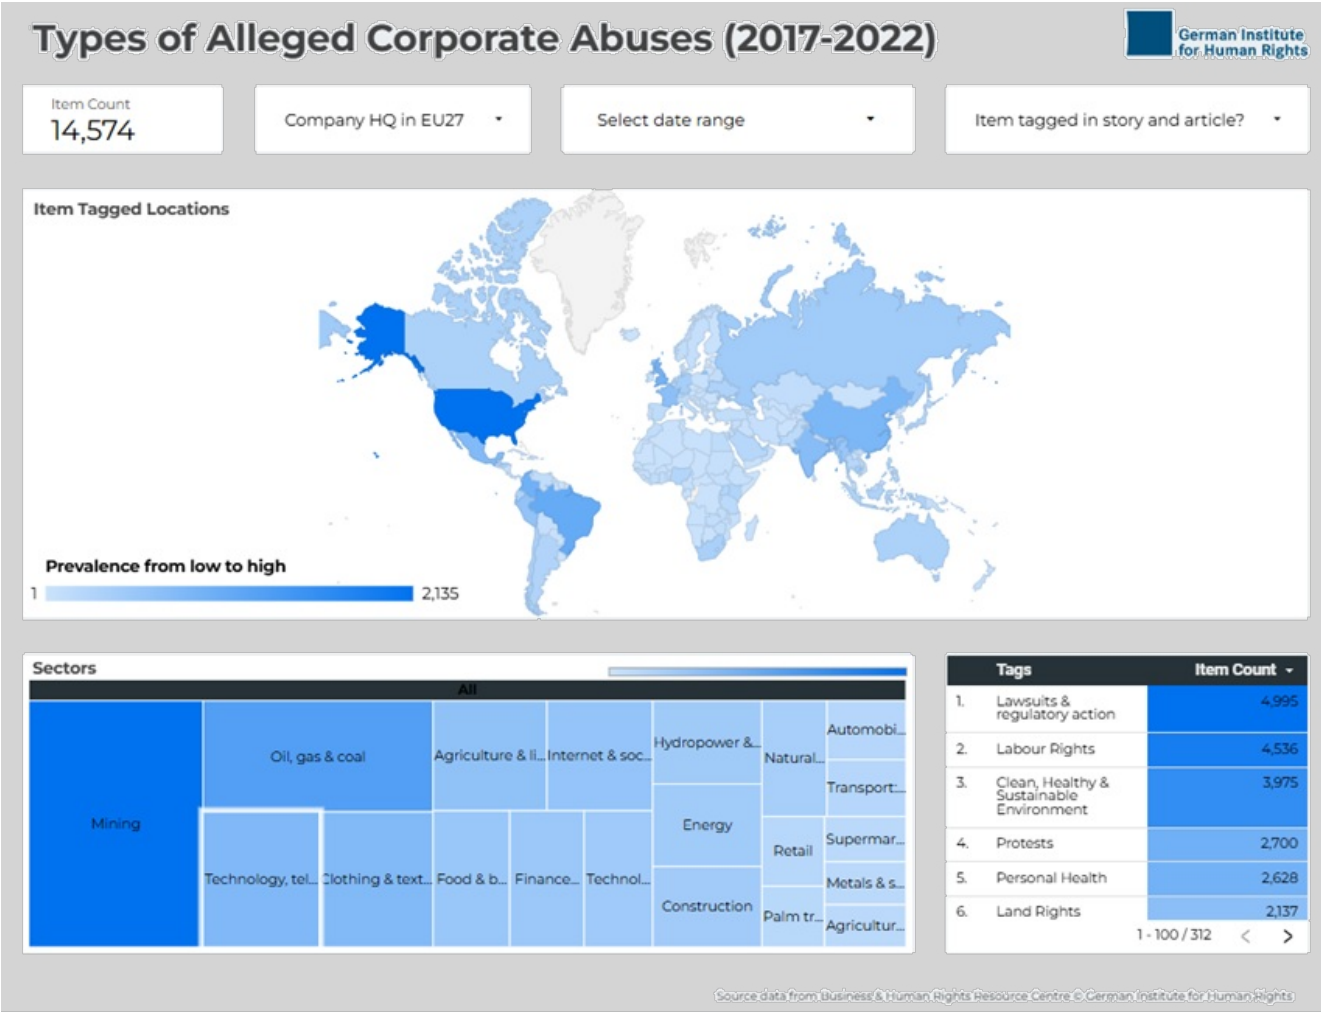 Types of Alleged Corporate Abuses (2017-2022)
German Institute
for Human Rights
Item Count
14,574
Company HQ in EU27
Select date range
Item tagged in story and article?
Item Tagged Locations
Prevalence from low to high
1
2,135
Sectors
All
Mining
Oil, gas & coal
Agriculture & li...
Internet & soc...
Hydropower &...
Natural...
Automobi...
Transport:...
Energy
Retail
Supermar...
Technology, tel...
Clothing & text...
Food & b...
Finance...
Technol...
Construction
Palm tr...
Metals & s...
Agricultur...
Tags Item Count
1. Lawsuits & 4,995
regulatory action
2. Labour Rights 4,536
3. Clean, Healthy & 3,975
Sustainable
Environment
4. Protests 2,700
5. Personal Health 2,628
6. Land Rights 2,137
1 - 100 / 312 < >
Source data from Business & Human Rights Resource Centre © German Institute for Human Rights